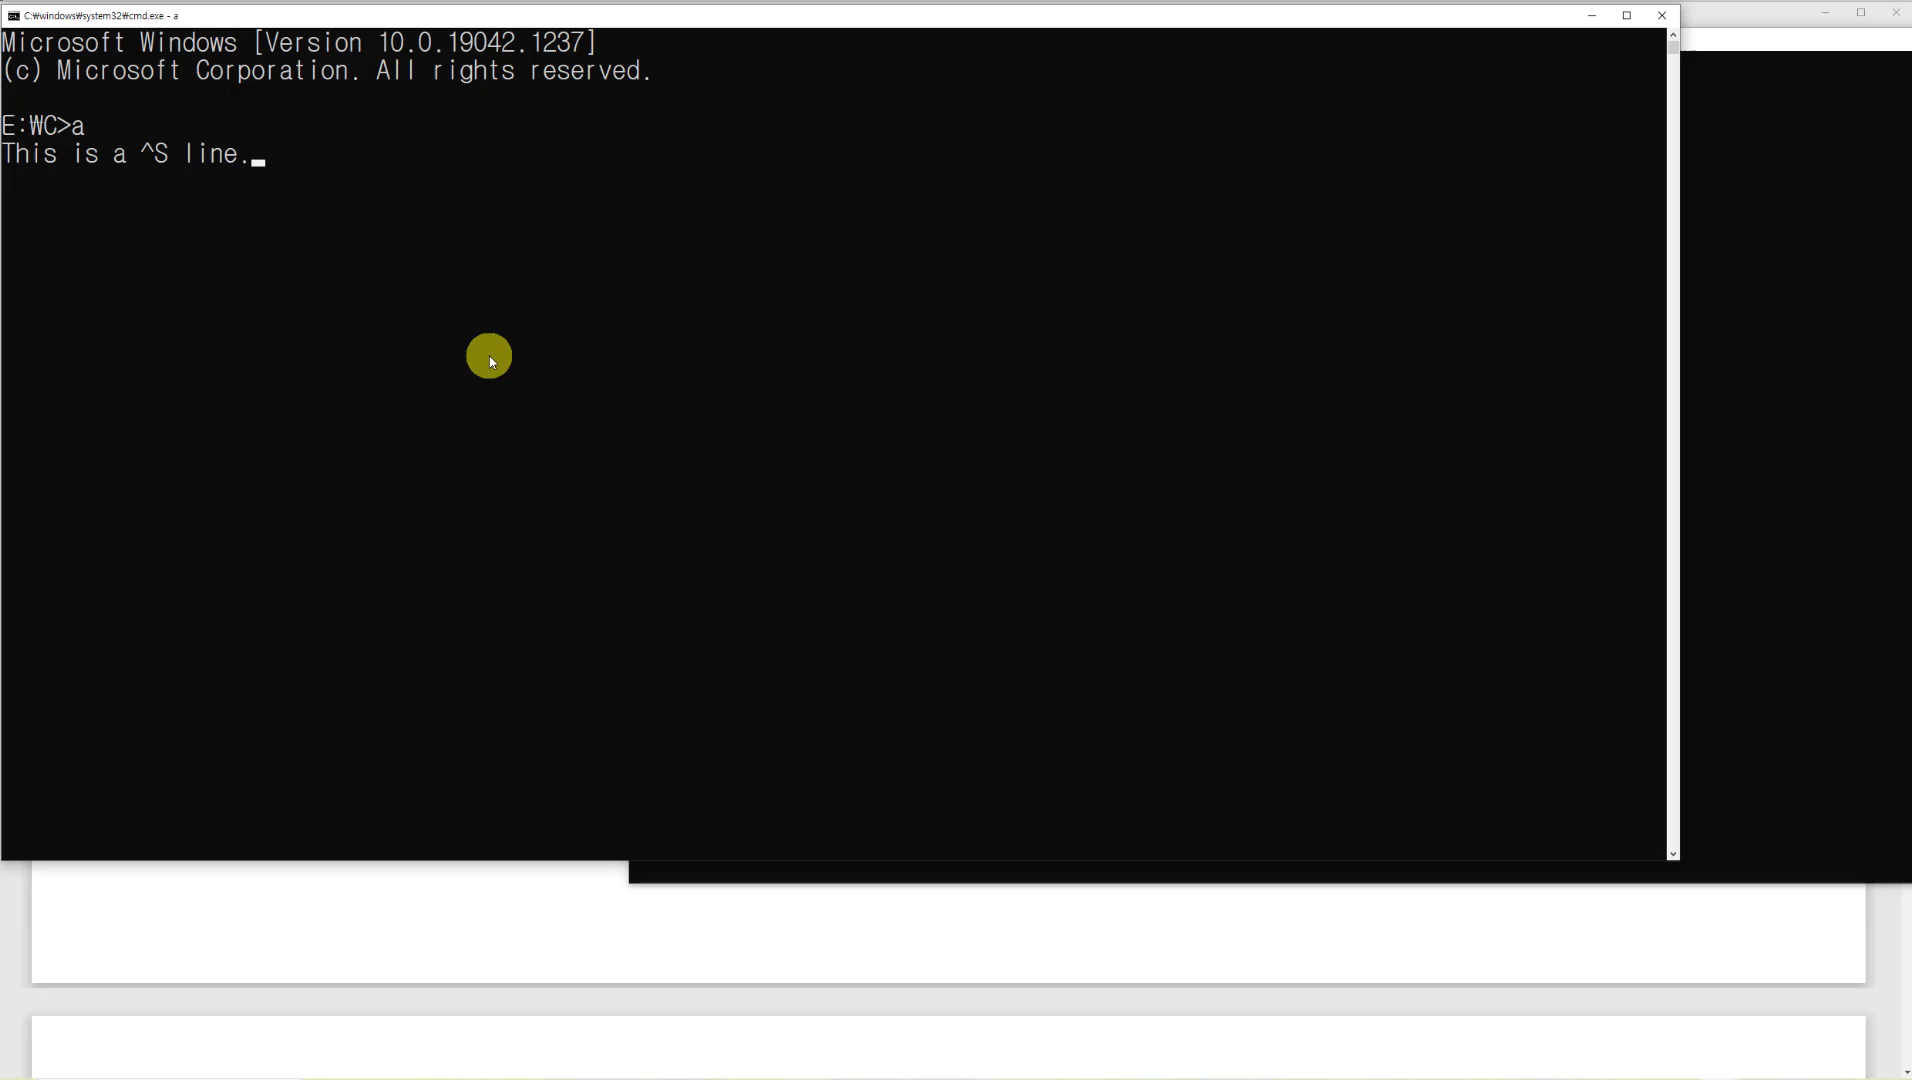 C:₩windows₩system32₩cmd.exe - a
Microsoft Windows [Version 10.0.19042.1237]
(c) Microsoft Corporation. All rights reserved.
E:₩C>a
This is a ^S line.